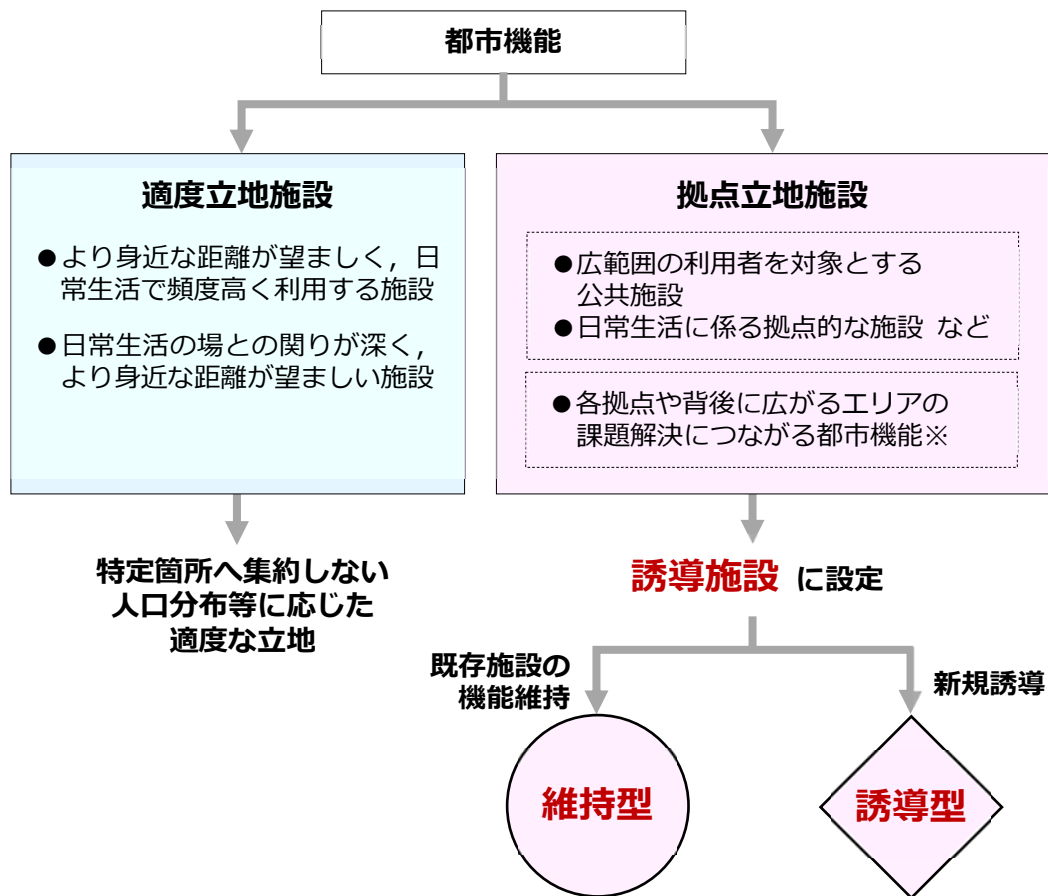 都市機能
適度立地施設
●より身近な距離が望ましく，日
常生活で頻度高く利用する施設
●日常生活の場との関りが深く，
より身近な距離が望ましい施設
拠点立地施設
●広範囲の利用者を対象とする
公共施設
●日常生活に係る拠点的な施設 など
●各拠点や背後に広がるエリアの
課題解決につながる都市機能※
特定箇所へ集約しない
人口分布等に応じた
適度な立地
誘導施設 に設定
既存施設の
機能維持
新規誘導
維持型
誘導型